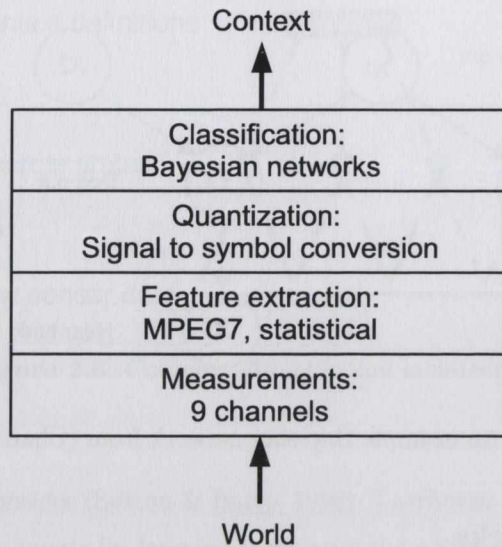 Context
Classification:
Bayesian networks
Quantization:
Signal to symbol conversion
Feature extraction:
MPEG7, statistical
Measurements:
9 channels
World